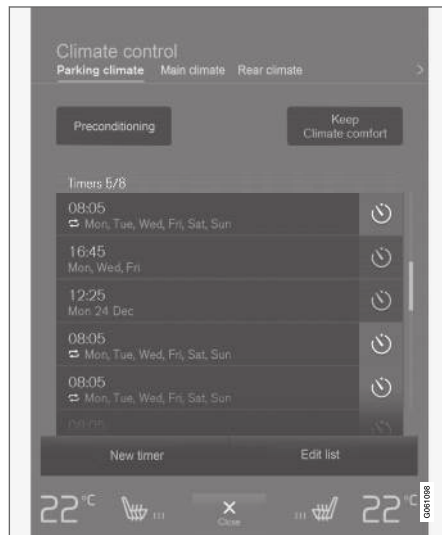 Climate control
Parking climate Main climate Rear climate
Preconditioning
Keep
Climate comfort
Timers 5/8
08:05
Mon, Tue, Wed, Fri, Sat, Sun
16:45
Mon, Wed, Fri
12:25
Mon 24 Dec
08:05
Mon, Tue, Wed, Fri, Sat, Sun
08:05
Mon, Tue, Wed, Fri, Sat, Sun
08:05
New timer Edit list
22°C 22°C
Close
G061098